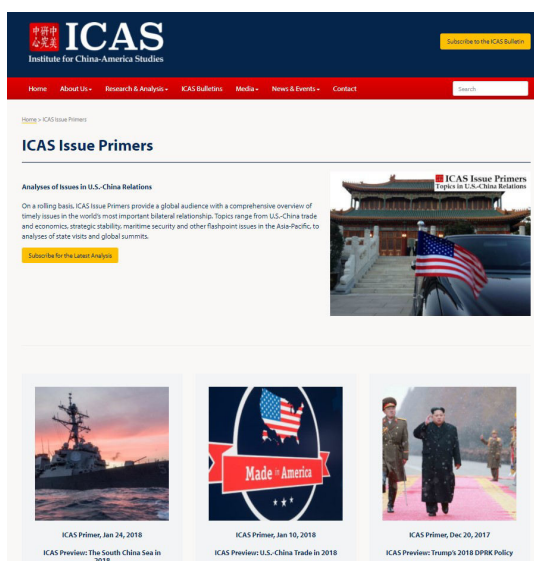 中研中
心究美
ICAS
Institute for China-America Studies
Subscribe to the ICAS Bulletin
Home About Us Research & Analysis ICAS Bulletins Media News & Events Contact
Search
Home > ICAS Issue Primers
ICAS Issue Primers
Analyses of Issues in U.S.-China Relations
On a rolling basis, ICAS Issue Primers provide a global audience with a comprehensive overview of
timely issues in the world's most important bilateral relationship. Topics range from U.S.-China trade
and economics, strategic stability, maritime security and other flashpoint issues in the Asia-Pacific, to
analyses of state visits and global summits.
Subscribe for the Latest Analysis
ICAS Issue Primers
Topics in U.S.-China Relations
Made in America
ICAS Primer, Jan 24, 2018
ICAS Preview: The South China Sea in
2018
ICAS Primer, Jan 10, 2018
ICAS Preview: U.S.-China Trade in 2018
ICAS Primer, Dec 20, 2017
ICAS Preview: Trump's 2018 DPRK Policy